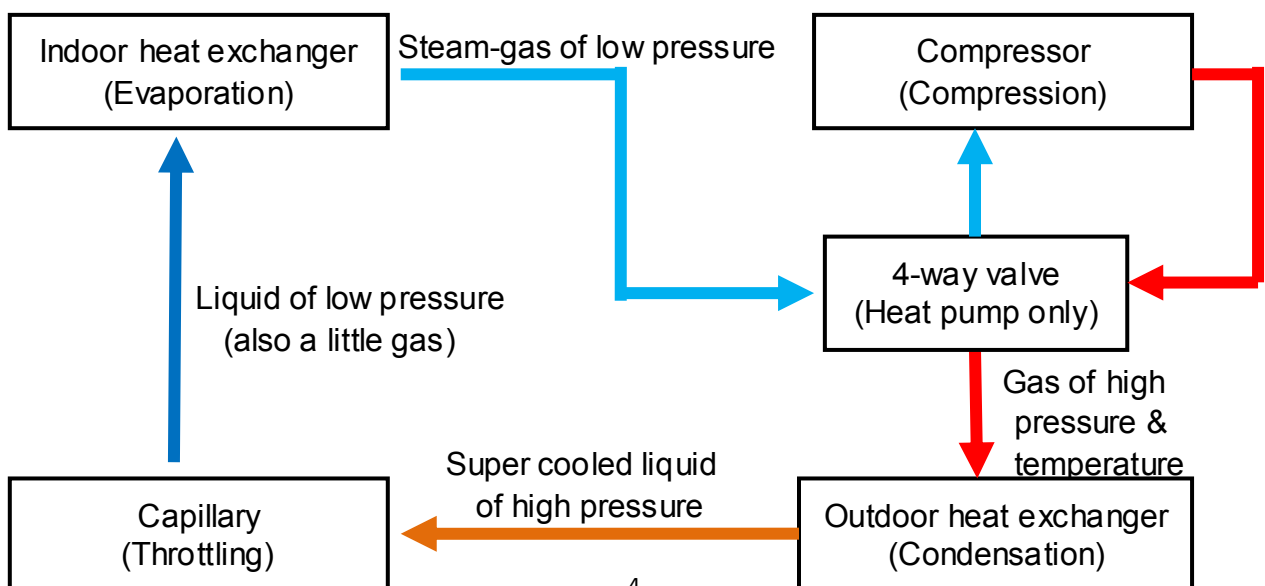 Indoor heat exchanger
(Evaporation)
Steam-gas of low pressure
Compressor
(Compression)
4-way valve
(Heat pump only)
Liquid of low pressure
(also a little gas)
Gas of high
pressure &
temperature
Super cooled liquid
of high pressure
Capillary
(Throttling)
Outdoor heat exchanger
(Condensation)
4